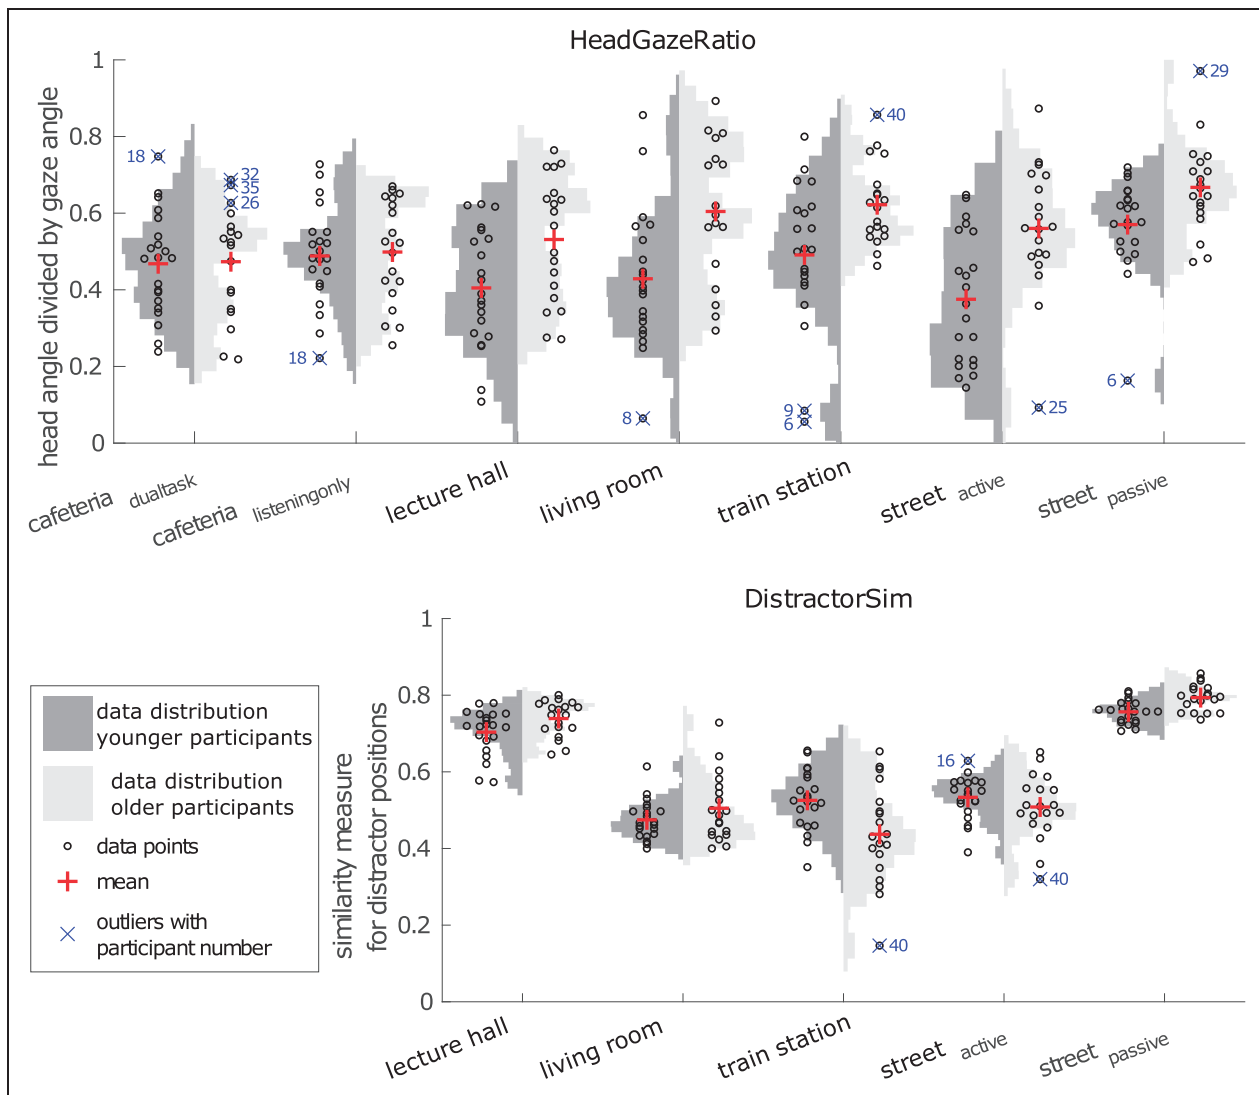 HeadGazeRatio
head angle divided by gaze angle
1
0.8
0.6
0.4
0.2
0
18
32
35
26
18
8
9
6
40
25
6
29
cafeteria dualtask
cafeteria listeningonly
lecture hall
living room
train station
street active
street passive
DistractorSim
similarity measure
for distractor positions
1
0.8
0.6
0.4
0.2
0
40
16
40
lecture hall
living room
train station
street active
street passive
data distribution
younger participants
data distribution
older participants
data points
mean
outliers with
participant number